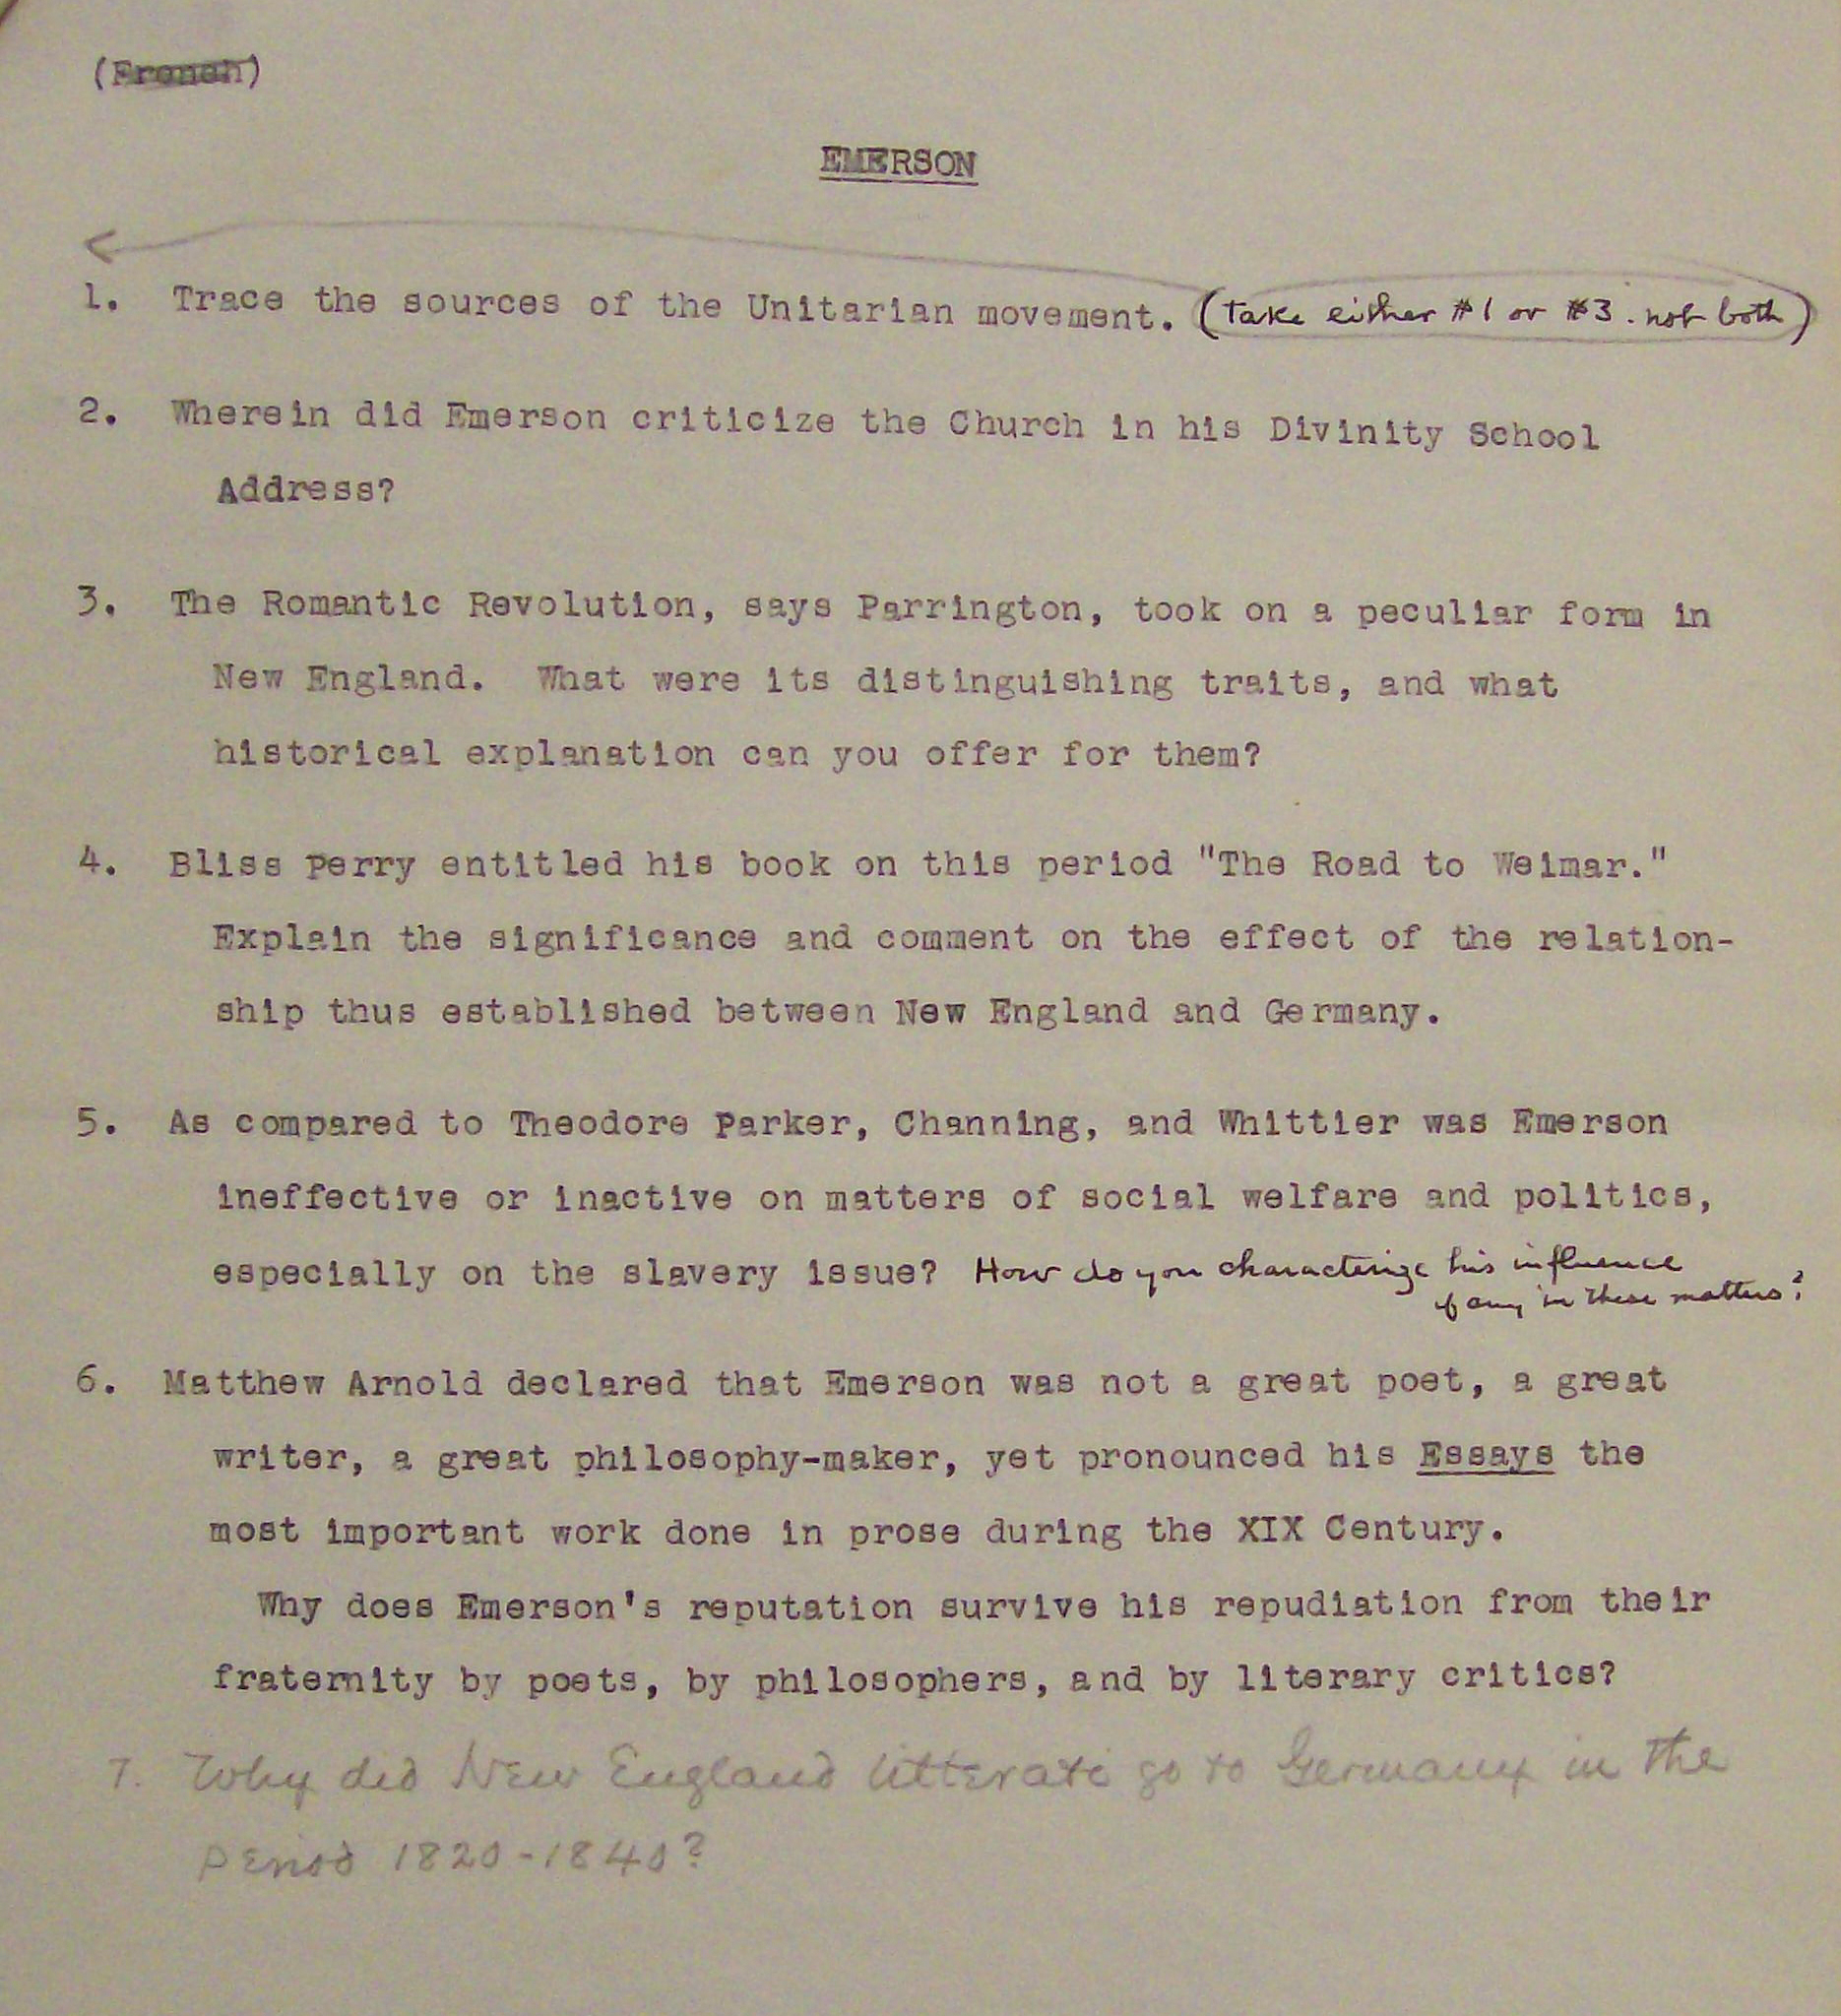 (French)
EMERSON
1. Trace the sources of the Unitarian movement. (Take either #1 or #3. not both)
2. Wherein did Emerson criticize the Church in his Divinity School
Address?
3. The Romantic Revolution, says Parrington, took on a peculiar form in
New England. What were its distinguishing traits, and what
historical explanation can you offer for them?
4. Bliss Perry entitled his book on this period "The Road to Weimar."
Explain the significance and comment on the effect of the relation-
ship thus established between New England and Germany.
5. As compared to Theodore Parker, Channing, and Whittier was Emerson
ineffective or inactive on matters of social welfare and politics,
especially on the slavery issue? How do you characterize his influence
if any in these matters?
6. Matthew Arnold declared that Emerson was not a great poet, a great
writer, a great philosophy-maker, yet pronounced his Essays the
most important work done in prose during the XIX Century.
Why does Emerson's reputation survive his repudiation from their
fraternity by poets, by philosophers, and by literary critics?
7. Why did New England litterati go to Germany in the
period 1820-1840?